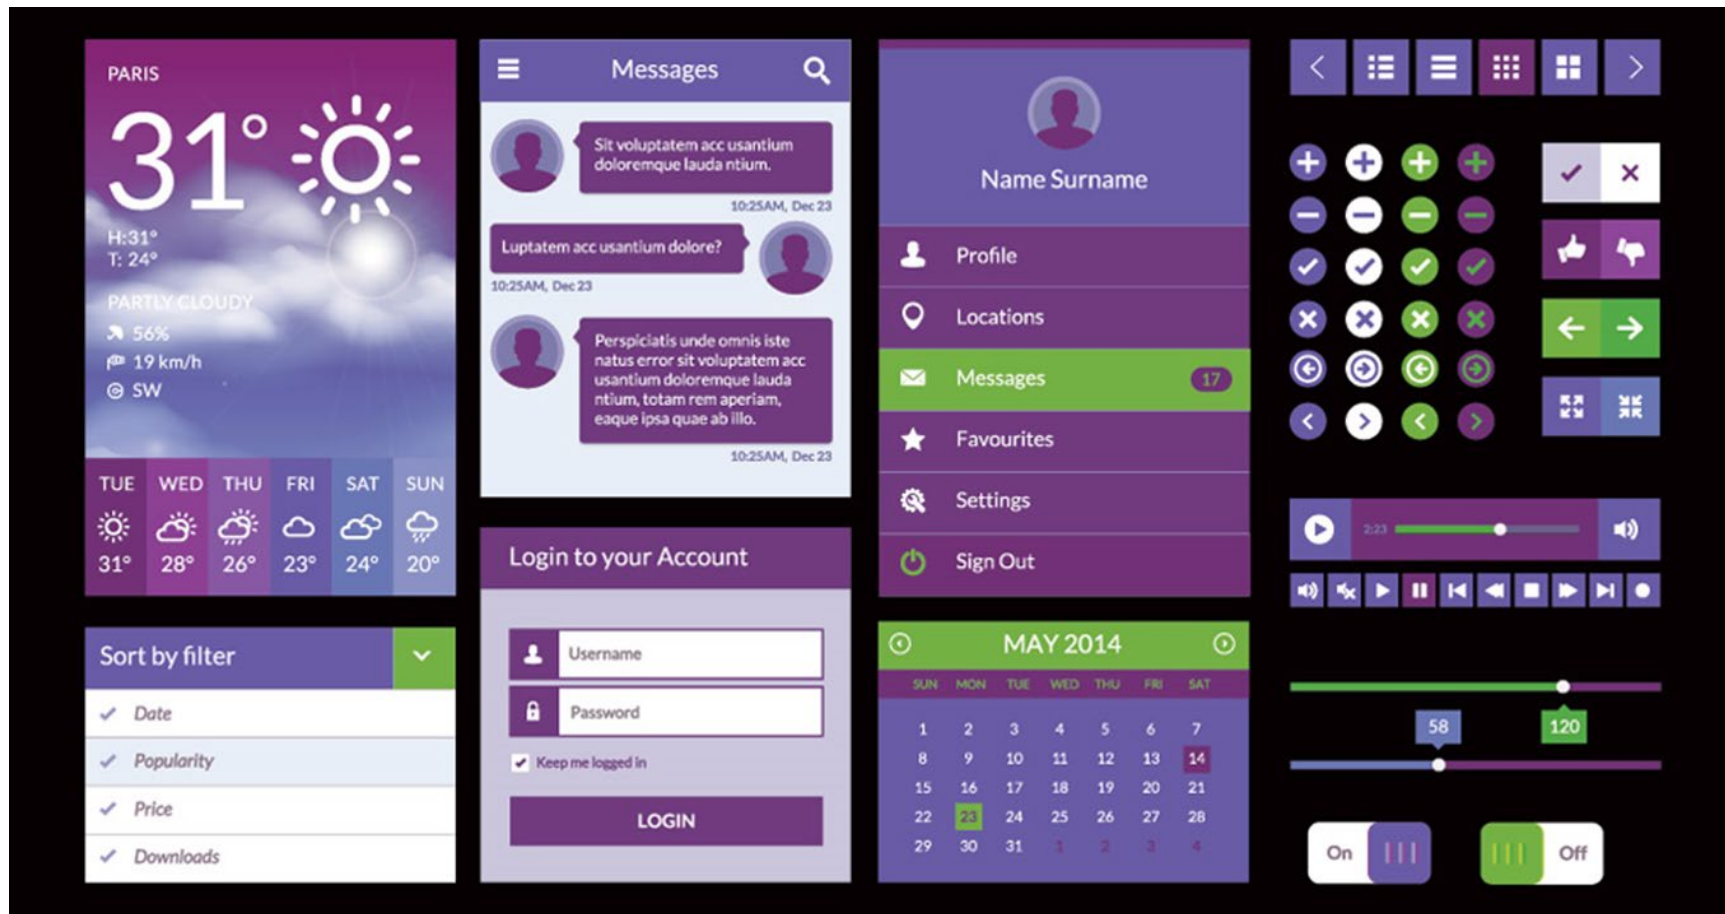 PARIS
31°
H:31°
T: 24°
PARTLY CLOUDY
56%
19 km/h
SW
TUE WED THU FRI SAT SUN
31° 28° 26° 23° 24° 20°
Sort by filter
Date
Popularity
Price
Downloads
Messages
Sit voluptatem acc usantium
doloremque lauda ntium.
10:25AM, Dec 23
Luptatem acc usantium dolore?
10:25AM, Dec 23
Perspiciatis unde omnis iste
natus error sit voluptatem acc
usantium doloremque lauda
ntium, totam rem aperiam,
eaque ipsa quae ab illo.
10:25AM, Dec 23
Login to your Account
Username
Password
Keep me logged in
LOGIN
Name Surname
Profile
Locations
Messages 17
Favourites
Settings
Sign Out
MAY 2014
SUN MON TUE WED THU FRI SAT
1 2 3 4 5 6 7
8 9 10 11 12 13 14
15 16 17 18 19 20 21
22 23 24 25 26 27 28
29 30 31 1 2 3 4
2:23
58 120
On Off